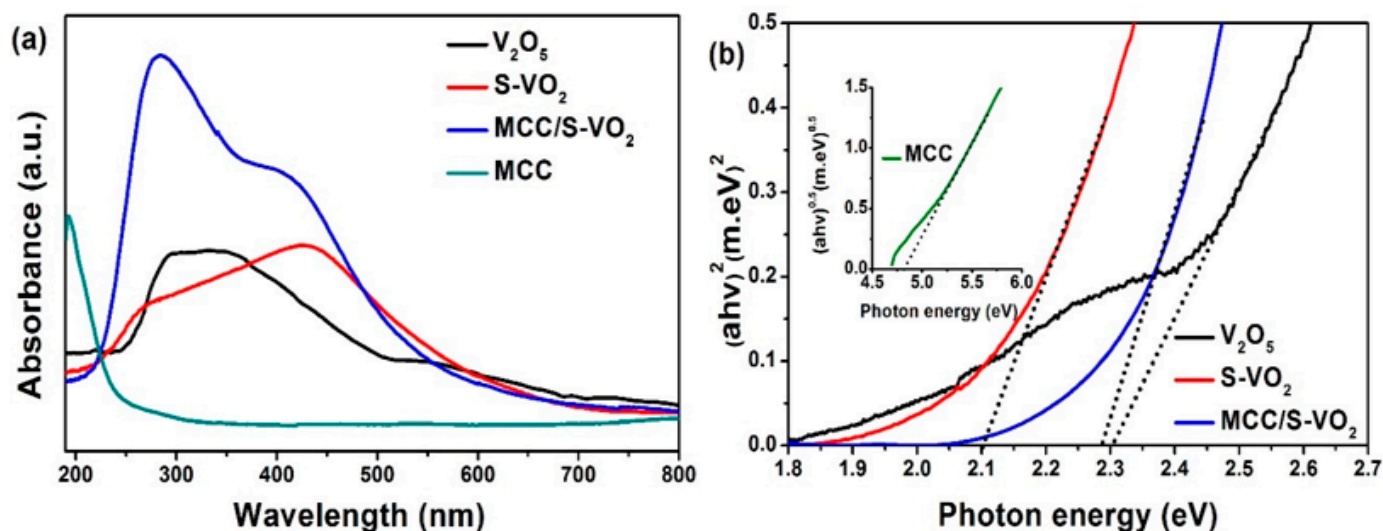 (a)
V₂O₅
S-VO₂
MCC/S-VO₂
MCC
Absorbance (a.u.)
200 300 400 500 600 700 800
Wavelength (nm)
(b)
0.5
0.4
0.3
0.2
0.1
0.0
(ahv)² (m.eV)²
1.8 1.9 2.0 2.1 2.2 2.3 2.4 2.5 2.6 2.7
Photon energy (eV)
1.5
1.0
0.5
0.0
(ahv)⁰·⁵ (m.eV)⁰·⁵
MCC
4.5 5.0 5.5 6.0
Photon energy (eV)
V₂O₅
S-VO₂
MCC/S-VO₂